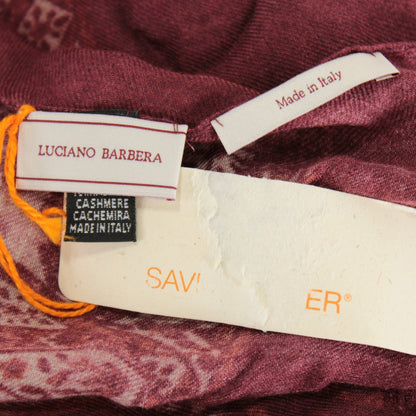 Made in Italy
LUCIANO BARBERA
CASHMERE
CACHEMIRA
MADE IN ITALY
SAV
ER®